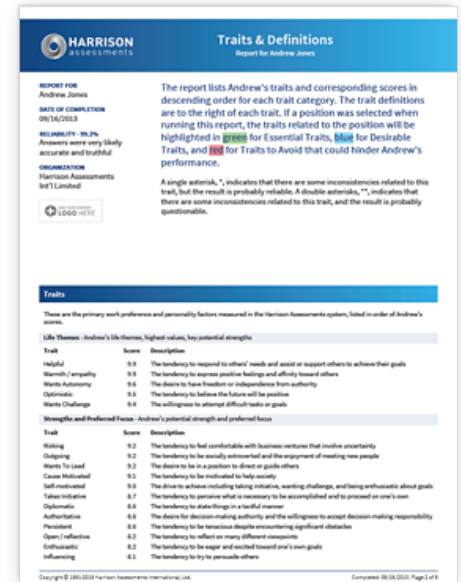 HARRISON
assessments
Traits & Definitions
Report for Andrew Jones
REPORT FOR
Andrew Jones
DATE OF COMPLETION
09/16/2013
RELIABILITY - 99.2%
Answers were very likely
accurate and truthful
ORGANIZATION
Harrison Assessments
Int'l Limited
LOGO HERE
The report lists Andrew's traits and corresponding scores in
descending order for each trait category. The trait definitions
are to the right of each trait. If a position was selected when
running this report, the traits related to the position will be
highlighted in green for Essential Traits, blue for Desirable
Traits, and red for Traits to Avoid that could hinder Andrew's
performance.
A single asterisk, *, indicates that there are some inconsistencies related to this
trait, but the result is probably reliable. A double asterisks, **, indicates that
there are some inconsistencies related to this trait, and the result is probably
questionable.
Traits
These are the primary work preference and personality factors measured in the Harrison Assessments system, listed in order of Andrew's
scores.
Life Themes - Andrew's life themes, highest values, key potential strengths
Trait Score Description
Helpful 9.9 The tendency to respond to others' needs and assist or support others to achieve their goals
Warmth / empathy 9.9 The tendency to express positive feelings and affinity toward others
Wants Autonomy 9.6 The desire to have freedom or independence from authority
Optimistic 9.5 The tendency to believe the future will be positive
Wants Challenge 9.4 The willingness to attempt difficult tasks or goals
Strengths and Preferred Focus - Andrew's potential strength and preferred focus
Trait Score Description
Risking 9.2 The tendency to feel comfortable with business ventures that involve uncertainty
Outgoing 9.2 The tendency to be socially extroverted and the enjoyment of meeting new people
Wants To Lead 9.2 The desire to be in a position to direct or guide others
Cause Motivated 9.1 The tendency to be motivated to help society
Self-motivated 9.0 The drive to achieve including taking initiative, wanting challenge, and being enthusiastic about goals
Takes Initiative 8.7 The tendency to perceive what is necessary to be accomplished and to proceed on one's own
Diplomatic 8.6 The tendency to state things in a tactful manner
Authoritative 8.6 The desire for decision-making authority and the willingness to accept decision-making responsibility
Persistent 8.6 The tendency to be tenacious despite encountering significant obstacles
Open / reflective 8.2 The tendency to reflect on many different viewpoints
Enthusiastic 8.2 The tendency to be eager and excited toward one's own goals
Influencing 8.1 The tendency to try to persuade others
Copyright © 1991-2018 Harrison Assessments International, Ltd.
Page 2 of 6